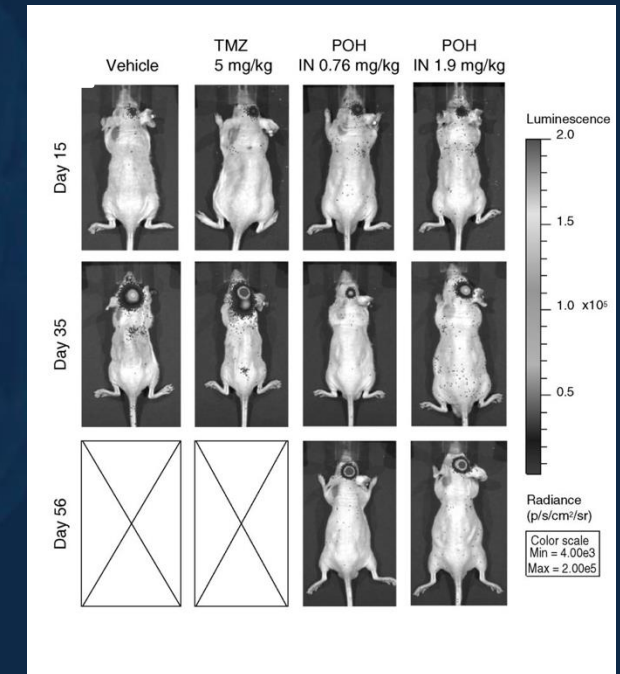 Vehicle
TMZ
5 mg/kg
POH
IN 0.76 mg/kg
POH
IN 1.9 mg/kg
Day 15
Day 35
Day 56
Luminescence
2.0
1.5
1.0 x10⁵
0.5
Radiance
(p/s/cm²/sr)
Color scale
Min = 4.00e3
Max = 2.00e5